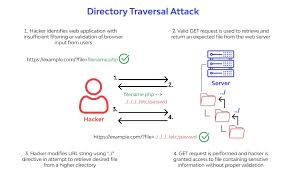 Directory Traversal Attack
1. Hacker identifies web application with
insufficient filtering or validation of browser
input from web users
2. Valid GET request is used to retrieve and
return an expected file from the web server
https://example.com/?file=filename.php
filename.php
../../../../etc/passwd
Hacker
Server
../
../
https://example.com/?file=../../../../etc/passwd
3. Hacker modifies URL string using "../"
directive in attempt to retrieve desired file
from a higher directory
4. GET request is performed and hacker is
granted access to file containing sensitive
information without proper validation